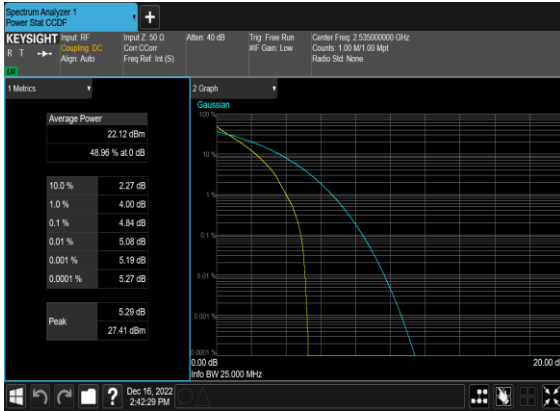 Spectrum Analyzer 1
Power Stat CCDF
+
KEYSIGHT
R T
Input: RF
Coupling: DC
Align: Auto
Input Z: 50 Ω
Corr CCorr
Freq Ref: Int (S)
Atten: 40 dB
Trig: Free Run
#IF Gain: Low
Center Freq: 2.535000000 GHz
Counts: 1.00 M/1.00 Mpt
Radio Std: None
1 Metrics
Average Power
22.12 dBm
48.96 % at 0 dB
10.0 % 2.27 dB
1.0 % 4.00 dB
0.1 % 4.84 dB
0.01 % 5.08 dB
0.001 % 5.19 dB
0.0001 % 5.27 dB
Peak
5.29 dB
27.41 dBm
2 Graph
Gaussian
100 %
10 %
1 %
0.1 %
0.01 %
0.001 %
0.0001 %
0.00 dB
20.00 d
Info BW 25.000 MHz
?
Dec 16, 2022
2:42:29 PM